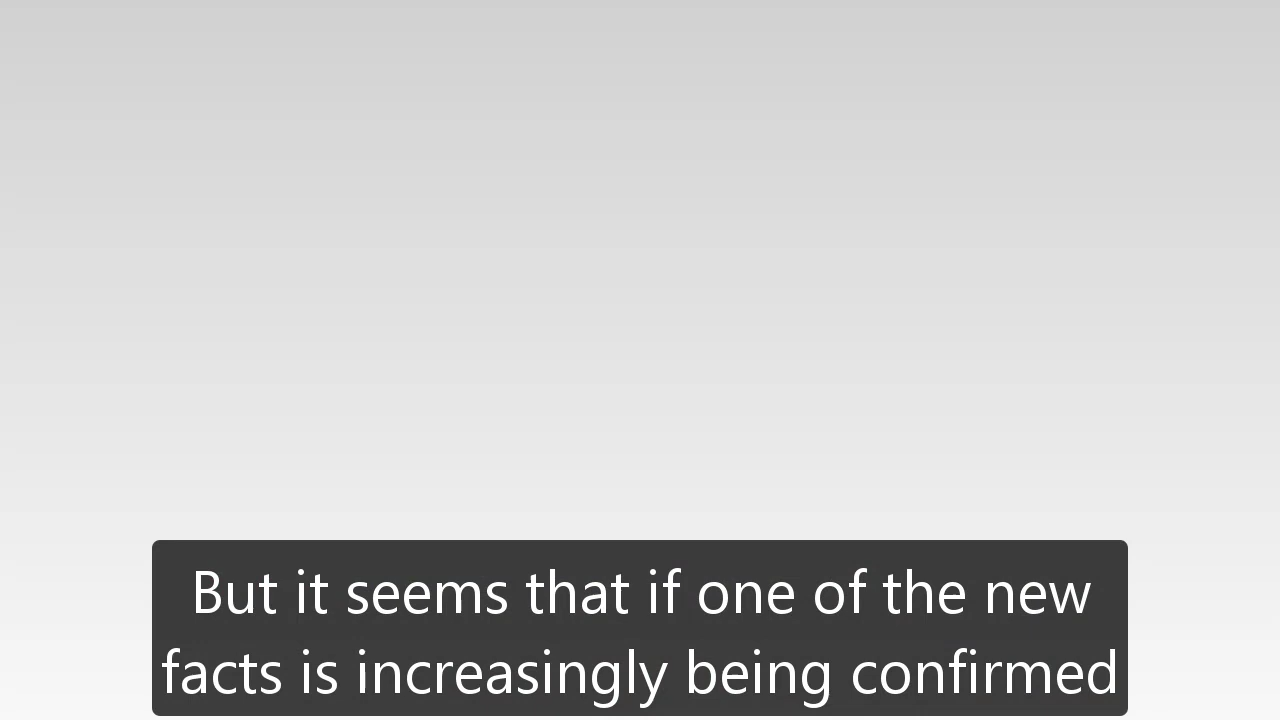 But it seems that if one of the new
facts is increasingly being confirmed